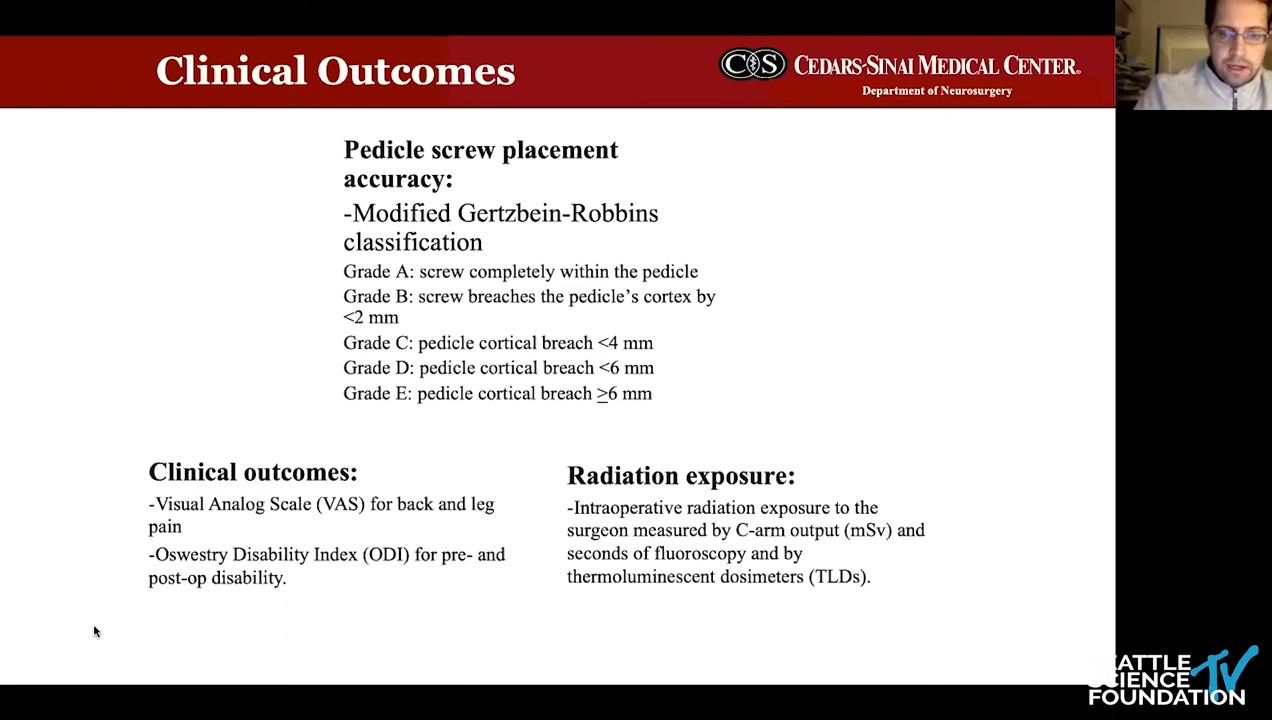 Clinical Outcomes
CS
CEDARS-SINAI MEDICAL CENTER®
Department of Neurosurgery
Pedicle screw placement
accuracy:
-Modified Gertzbein-Robbins
classification
Grade A: screw completely within the pedicle
Grade B: screw breaches the pedicle's cortex by
<2 mm
Grade C: pedicle cortical breach <4 mm
Grade D: pedicle cortical breach <6 mm
Grade E: pedicle cortical breach ≥6 mm
Clinical outcomes:
-Visual Analog Scale (VAS) for back and leg
pain
-Oswestry Disability Index (ODI) for pre- and
post-op disability.
Radiation exposure:
-Intraoperative radiation exposure to the
surgeon measured by C-arm output (mSv) and
seconds of fluoroscopy and by
thermoluminescent dosimeters (TLDs).
SEATTLE
SCIENCE TV
FOUNDATION